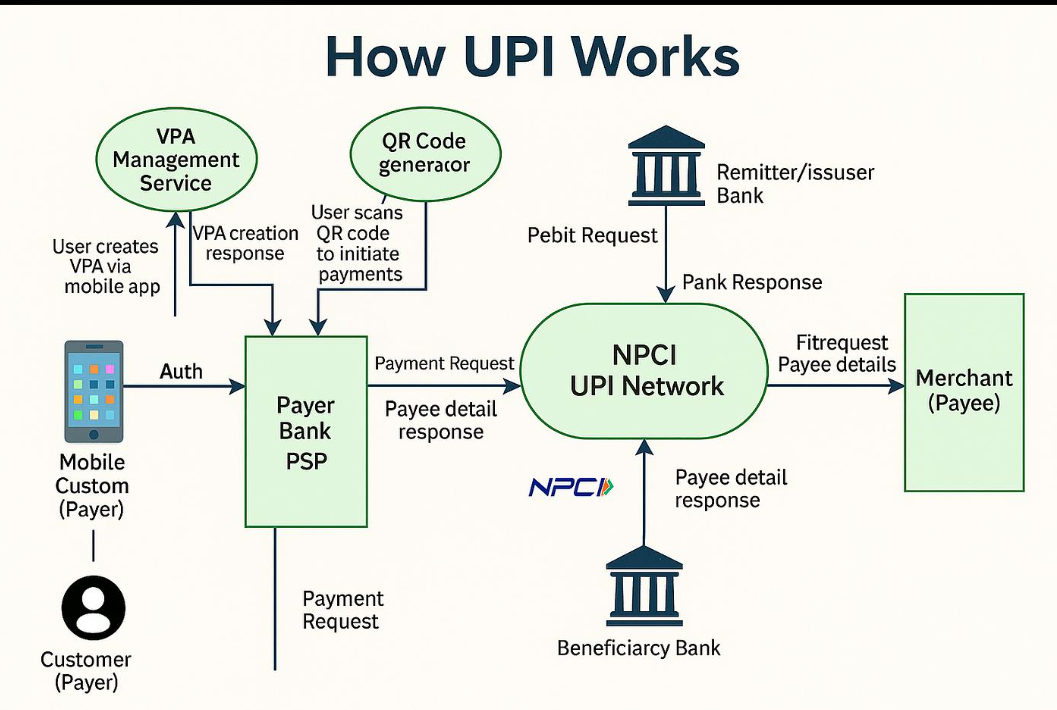 How UPI Works
VPA
Management
Service
QR Code
generator
Remitter/issuser
Bank
User creates
VPA via
mobile app
VPA creation
response
User scans
QR code
to initiate
payments
Pebit Request
Pank Response
Auth
Payer
Bank
PSP
Payment Request
Payee detail
response
NPCI
UPI Network
Fitrequest
Payee details
Merchant
(Payee)
Mobile
Custom
(Payer)
NPCI
Payee detail
response
Payment
Request
Beneficiarcy Bank
Customer
(Payer)